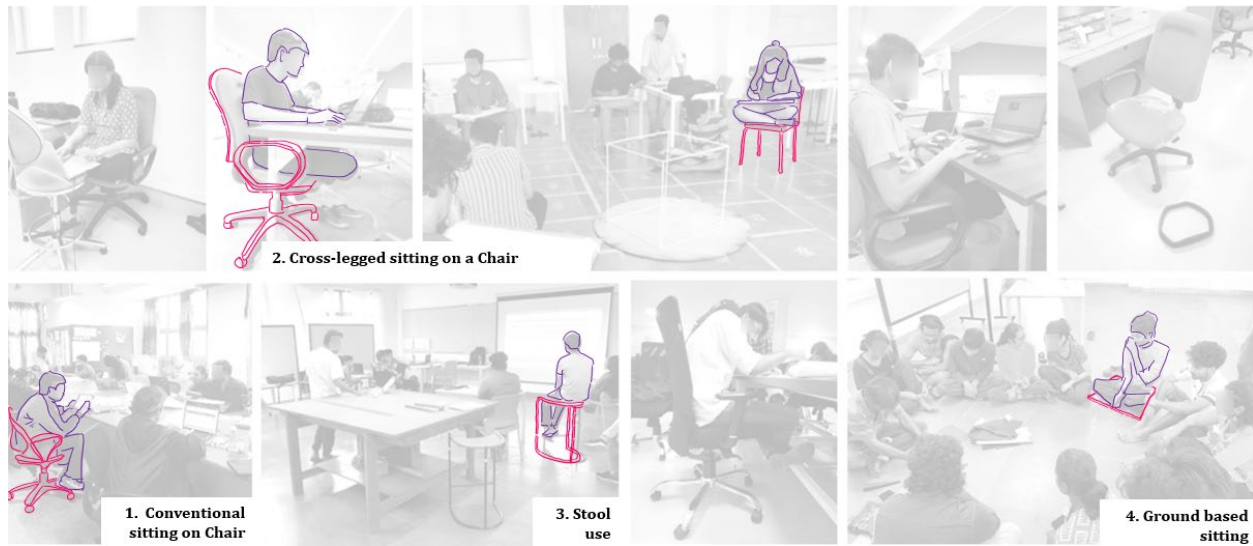 2. Cross-legged sitting on a Chair
1. Conventional
sitting on Chair
3. Stool
use
4. Ground based
sitting